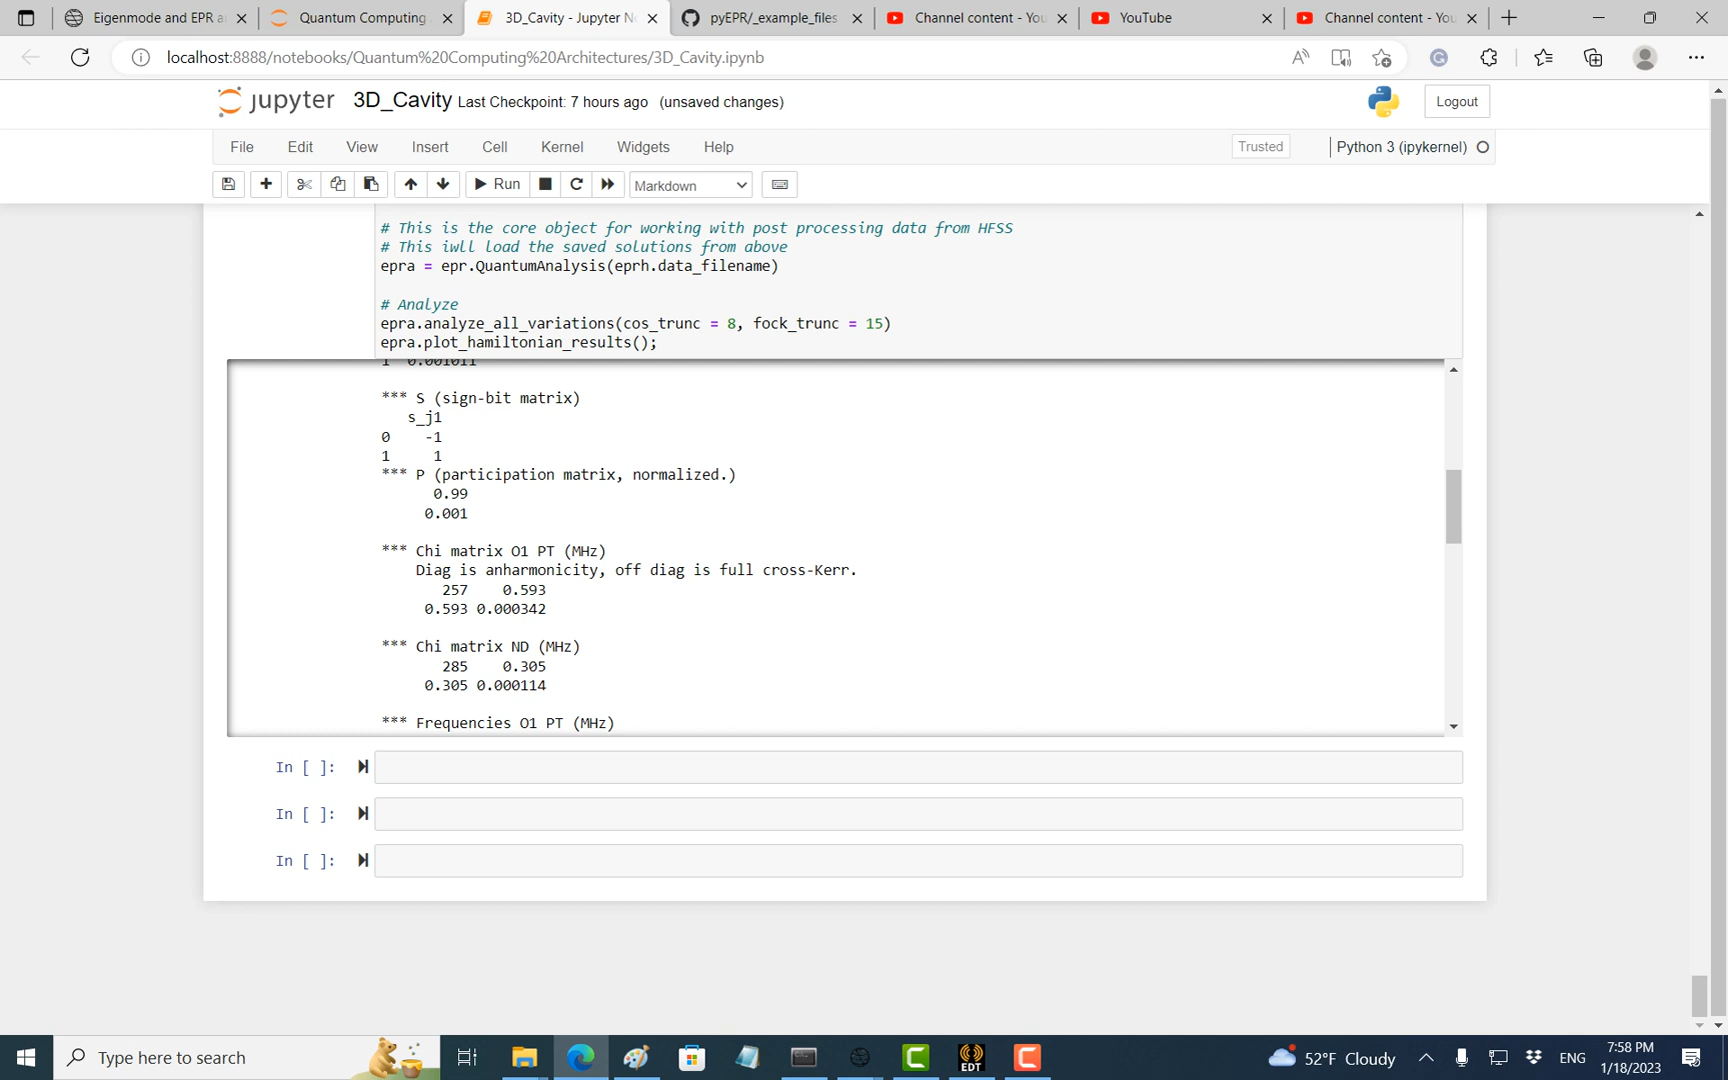 Eigenmode and EPR a
Quantum Computing
3D_Cavity - Jupyter N
pyEPR/_example_files
Channel content - You
YouTube
Channel content - You
localhost:8888/notebooks/Quantum%20Computing%20Architectures/3D_Cavity.ipynb
jupyter 3D_Cavity Last Checkpoint: 7 hours ago (unsaved changes)
Logout
File Edit View Insert Cell Kernel Widgets Help
Trusted
Python 3 (ipykernel)
Run
Markdown
# This is the core object for working with post processing data from HFSS
# This iwll load the saved solutions from above
epra = epr.QuantumAnalysis(eprh.data_filename)
# Analyze
epra.analyze_all_variations(cos_trunc = 8, fock_trunc = 15)
epra.plot_hamiltonian_results();
1 0.001011
*** S (sign-bit matrix)
s_j1
0 -1
1 1
*** P (participation matrix, normalized.)
0.99
0.001
*** Chi matrix O1 PT (MHz)
Diag is anharmonicity, off diag is full cross-Kerr.
257 0.593
0.593 0.000342
*** Chi matrix ND (MHz)
285 0.305
0.305 0.000114
*** Frequencies O1 PT (MHz)
In [ ]:
In [ ]:
In [ ]:
Type here to search
EDT
52°F Cloudy
ENG
7:58 PM
1/18/2023